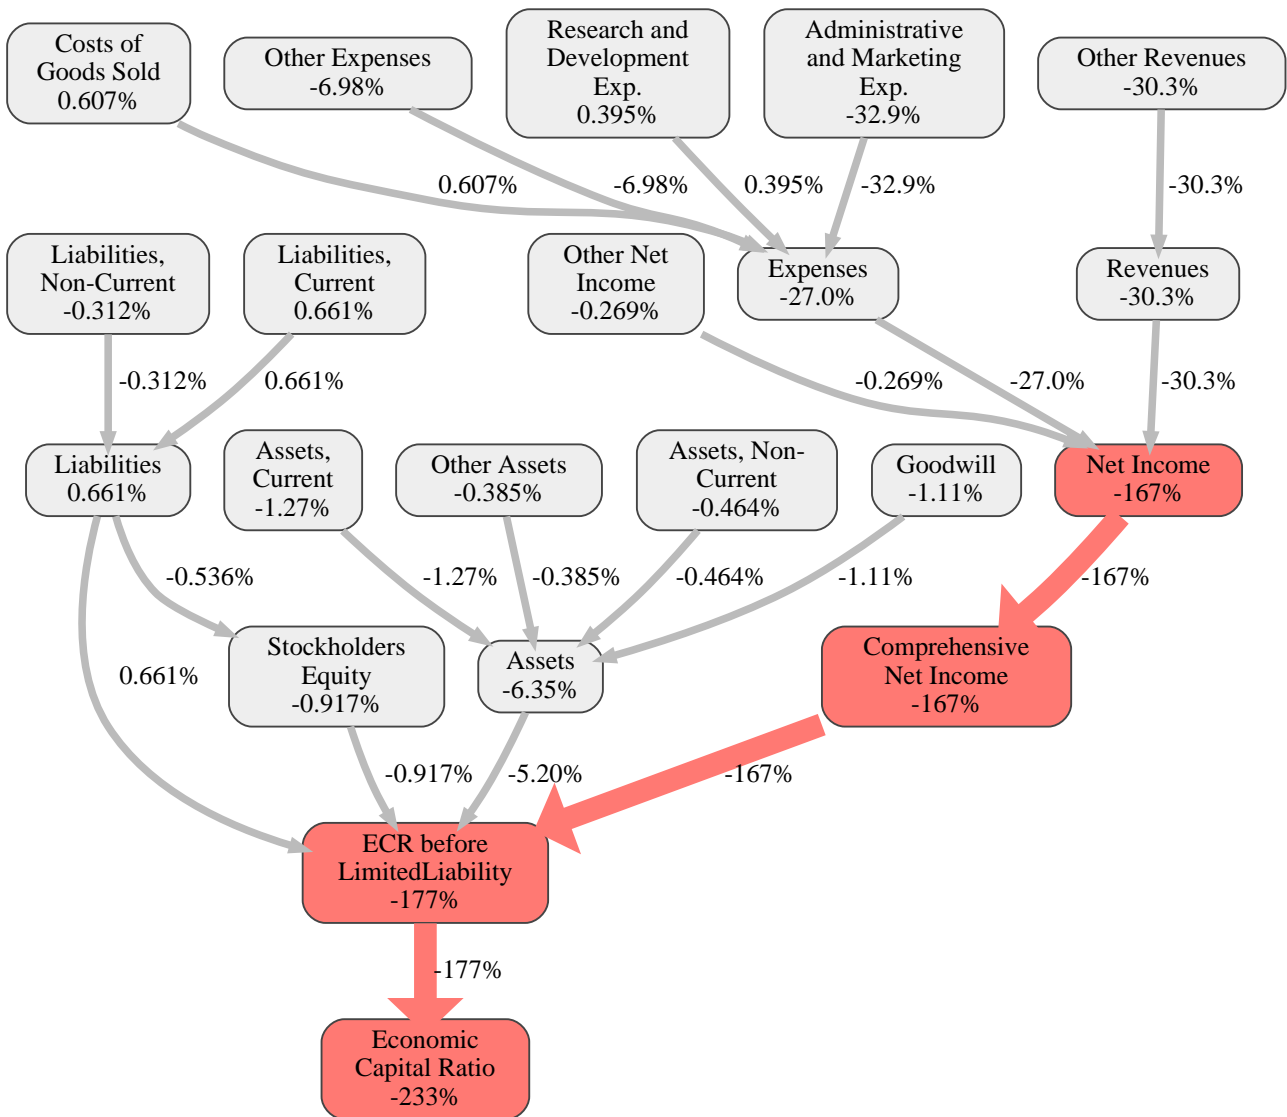 Costs of
Goods Sold
0.607%
Other Expenses
-6.98%
Research and
Development
Exp.
0.395%
Administrative
and Marketing
Exp.
-32.9%
Other Revenues
-30.3%
0.607%
-6.98%
0.395%
-32.9%
-30.3%
Liabilities,
Non-Current
-0.312%
Liabilities,
Current
0.661%
Other Net
Income
-0.269%
Expenses
-27.0%
Revenues
-30.3%
-0.312%
0.661%
-0.269%
-27.0%
-30.3%
Liabilities
0.661%
Assets,
Current
-1.27%
Other Assets
-0.385%
Assets, Non-
Current
-0.464%
Goodwill
-1.11%
Net Income
-167%
-0.536%
-1.27%
-0.385%
-0.464%
-1.11%
-167%
0.661%
Stockholders
Equity
-0.917%
Assets
-6.35%
Comprehensive
Net Income
-167%
-0.917%
-5.20%
-167%
ECR before
LimitedLiability
-177%
-177%
Economic
Capital Ratio
-233%